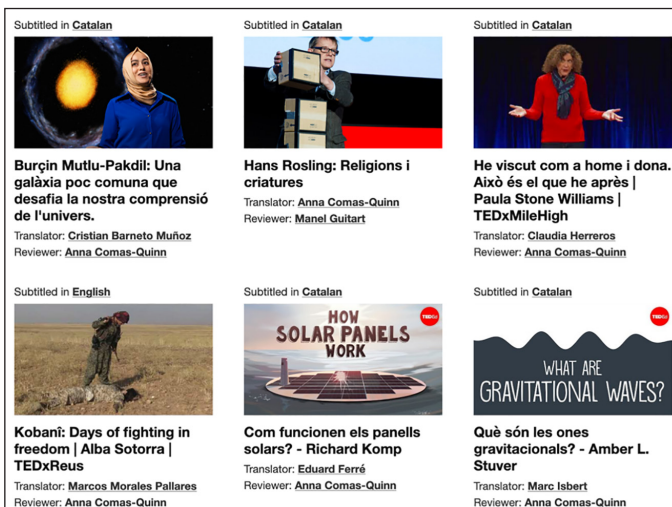 Subtitled in Catalan
Burçin Mutlu-Pakdil: Una
galàxia poc comuna que
desafia la nostra comprensió
de l'univers.
Translator: Cristian Barneto Muñoz
Reviewer: Anna Comas-Quinn
Subtitled in Catalan
Hans Rosling: Religions i
criatures
Translator: Anna Comas-Quinn
Reviewer: Manel Guitart
Subtitled in Catalan
He viscut com a home i dona.
Això és el que he après |
Paula Stone Williams |
TEDxMileHigh
Translator: Claudia Herreros
Reviewer: Anna Comas-Quinn
Subtitled in English
Kobanî: Days of fighting in
freedom | Alba Sotorra |
TEDxReus
Translator: Marcos Morales Pallares
Reviewer: Anna Comas-Quinn
Subtitled in Catalan
HOW
SOLAR PANELS
WORK
TEDEd
Com funcionen els panells
solars? - Richard Komp
Translator: Eduard Ferré
Reviewer: Anna Comas-Quinn
Subtitled in Catalan
TEDEd
WHAT ARE
GRAVITATIONAL WAVES?
Què són les ones
gravitacionals? - Amber L.
Stuver
Translator: Marc Isbert
Reviewer: Anna Comas-Quinn